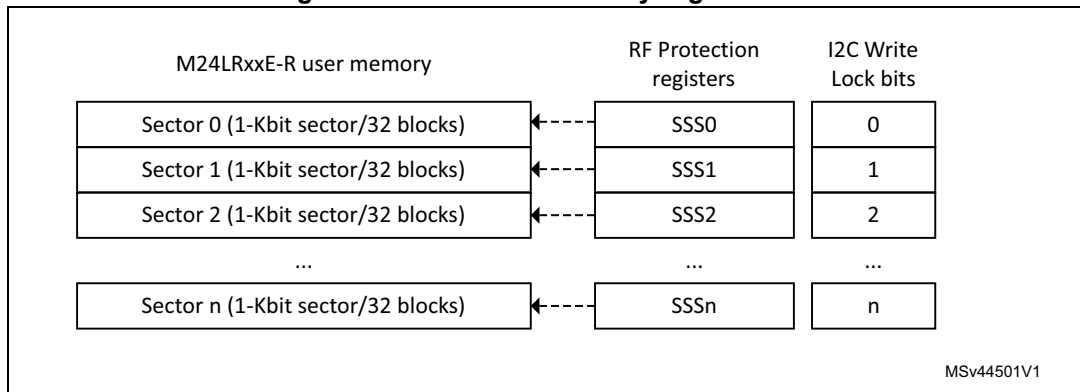 M24LRxxE-R user memory
RF Protection
registers
I2C Write
Lock bits
Sector 0 (1-Kbit sector/32 blocks) SSS0 0
Sector 1 (1-Kbit sector/32 blocks) SSS1 1
Sector 2 (1-Kbit sector/32 blocks) SSS2 2
... ... ...
Sector n (1-Kbit sector/32 blocks) SSSn n
MSv44501V1